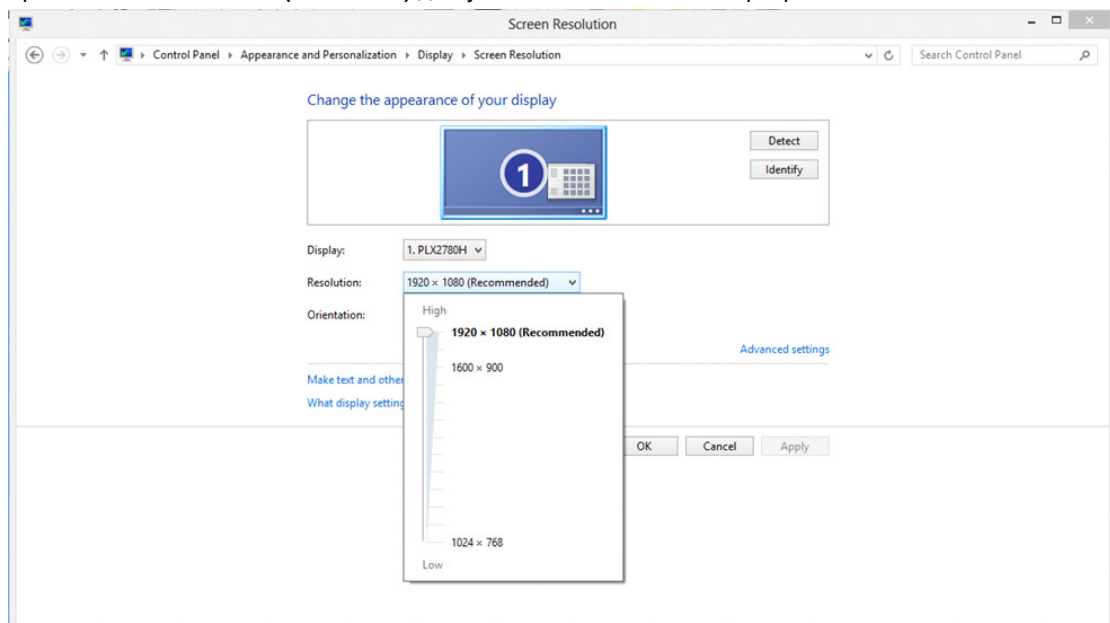 Screen Resolution
Control Panel Appearance and Personalization Display Screen Resolution
Search Control Panel
Change the appearance of your display
1
Detect
Identify
Display: 1. PLX2780H
Resolution: 1920 × 1080 (Recommended)
Orientation:
High
1920 × 1080 (Recommended)
1600 × 900
1024 × 768
Low
Advanced settings
Make text and other
What display setting
OK Cancel Apply